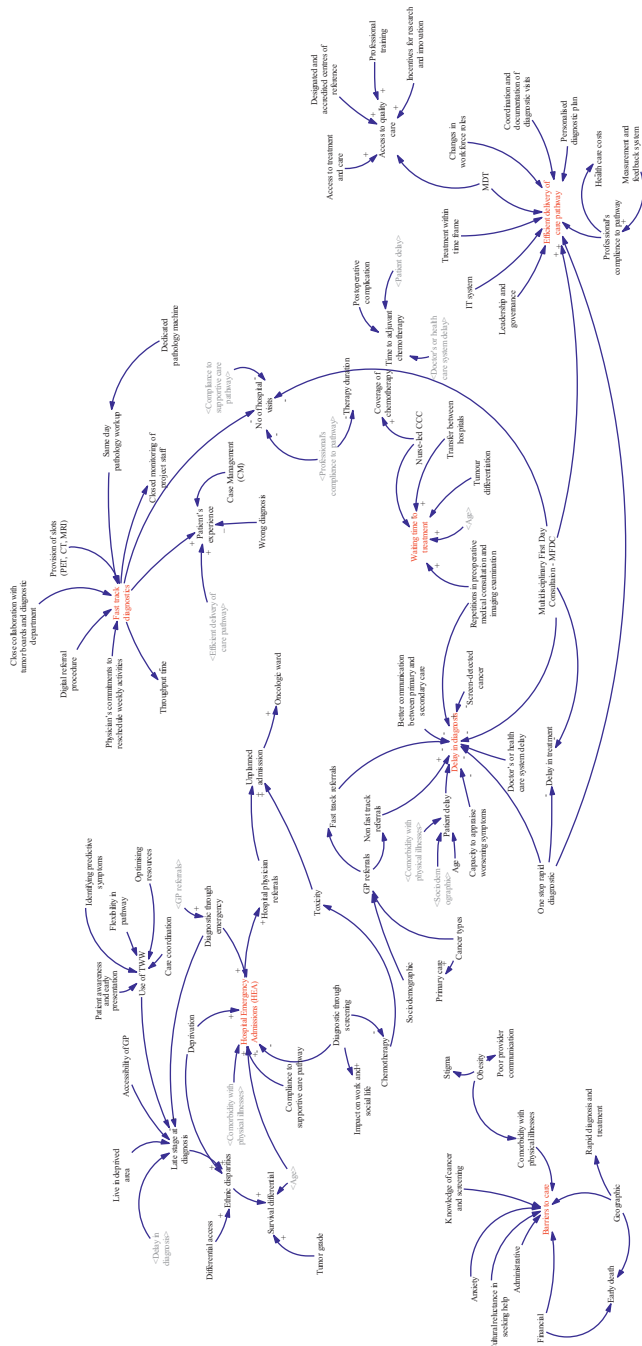 Close collaboration with
tumor boards and diagnostic
department
Digital referral
procedure
Provision of slots
(PET, CT, MRI)
Physician's commitments to
reschedule weekly activities
Fast track
diagnostics
Throughput time
Same day
pathology work up
Dedicated
pathology machine
Closed monitoring of
project staff
<Compliance to
supportive care
pathway>
No of hospital
visits
Patient's
experience
Case Management
(CM)
Wrong diagnosis
<Efficient delivery of
care pathway>
<Professional's
complience to pathway>
Therapy duration
Designated and
accredited centres of
reference
Professional
training
Access to treatment
and care
Access to quality
care
Incentives for research
and innovation
Postoperative
complication
<Patient delay>
Time to adjuvant
chemotherapy
<Doctor's or health
care system delay>
Coverage of
chemotherapy
Nurse-led CCC
Transfer between
hospitals
Waiting time to
treatment
<Age>
Tumour
differentiation
Repetitions in preoperative
medical consultation and
imaging examination
MDT
Changes in
workforce roles
Treatment within
time frame
IT system
Leadership and
governance
Coordination and
documentation of
diagnostic visits
Personalised
diagnostic plan
Efficient delivery of
care pathway
Health care costs
Professional's
complience to pathway
Measurement and
feedback system
Multidisciplinary First Day
Consultaion - MFDC
Patient awareness
and early
presentation
Identifying predictive
symptoms
Flexibility in
pathway
Optimising
resources
Use of TWW
Care coordination
Accessibility of GP
Live in deprived
area
<Delay in
diagnosis>
Late stage at
diagnosis
<GP referrals>
Diagnostic through
emergency
Deprivation
Hospital Emergency
Admissions (HEA)
Hospital physician
referrals
Unplanned
admission
Oncologic ward
Toxicity
<Comorbidity with
physical illnesses>
Compliance to
supportive care pathway
Differential access
Ethnic disparities
Survival differential
<Age>
Tumor grade
Diagnostic through
screening
Impact on work and
social life
Chemotherapy
Fast track referrals
Non fast track
referrals
GP referrals
Sociodemographic
Cancer types
Primary care
Better communication
between primary and
secondary care
Screen-detected
cancer
Delay in diagnosis
<Comorbidity with
physical illnesses>
Patient delay
<Sociodem
ographic>
Age
Capacity to appraise
worsening symptoms
Doctor's or health
care system delay
Delay in treatment
One stop rapid
diagnostic
Stigma
Obesity
Poor provider
communication
Comorbidity with
physical illnesses
Knowledge of cancer
and screening
Anxiety
ultural reluctance in
seeking help
Administrative
Financial
Barriers to care
Geographic
Rapid diagnosis and
treatment
Early death